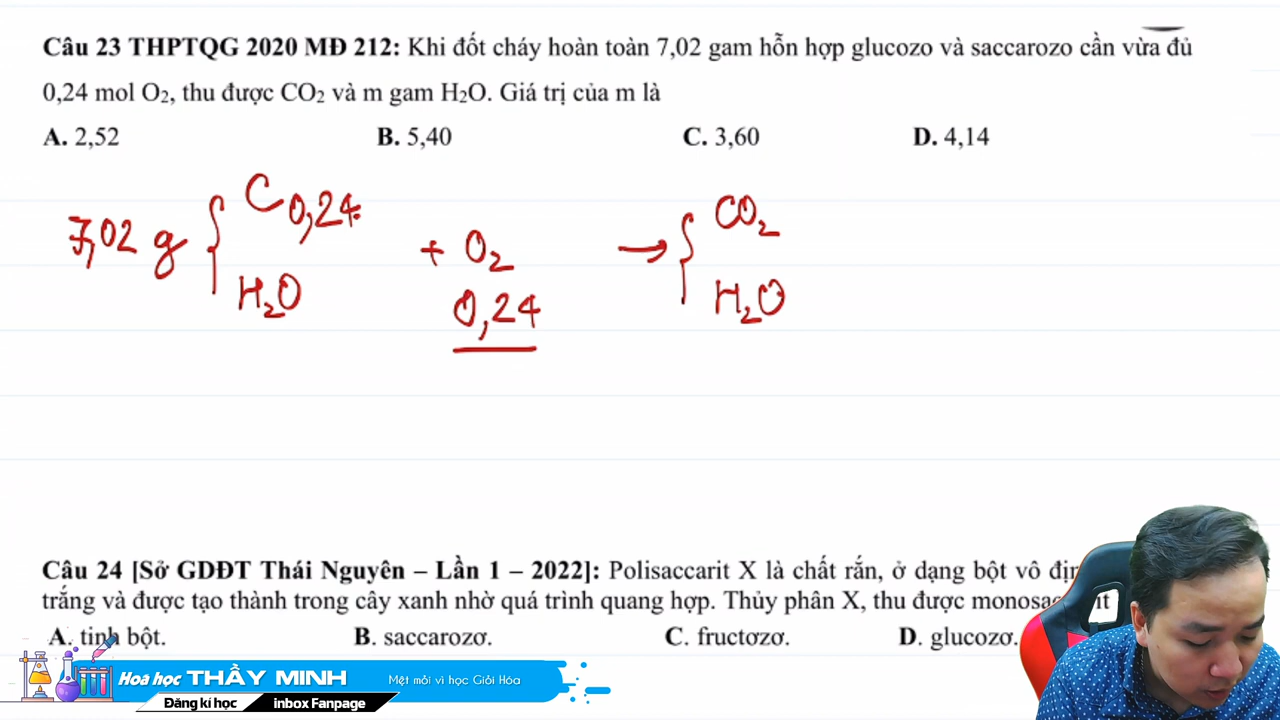 Câu 23 THPTQG 2020 MĐ 212: Khi đốt cháy hoàn toàn 7,02 gam hỗn hợp glucozo và saccarozo cần vừa đủ
0,24 mol O₂, thu được CO₂ và m gam H₂O. Giá trị của m là
A. 2,52 B. 5,40 C. 3,60 D. 4,14
7,02 g { C 0,24 H₂O + O₂ 0,24 → { CO₂ H₂O
Câu 24 [Sở GDĐT Thái Nguyên – Lần 1 – 2022]: Polisaccarit X là chất rắn, ở dạng bột vô
trắng và được tạo thành trong cây xanh nhờ quá trình quang hợp. Thủy phân X, thu được
A. tinh bột. B. saccarozơ. C. fructozơ. D. glucozơ.
Hoá học THẦY MINH
Mệt mỏi vì học Giỏi Hóa
Đăng kí học inbox Fanpage